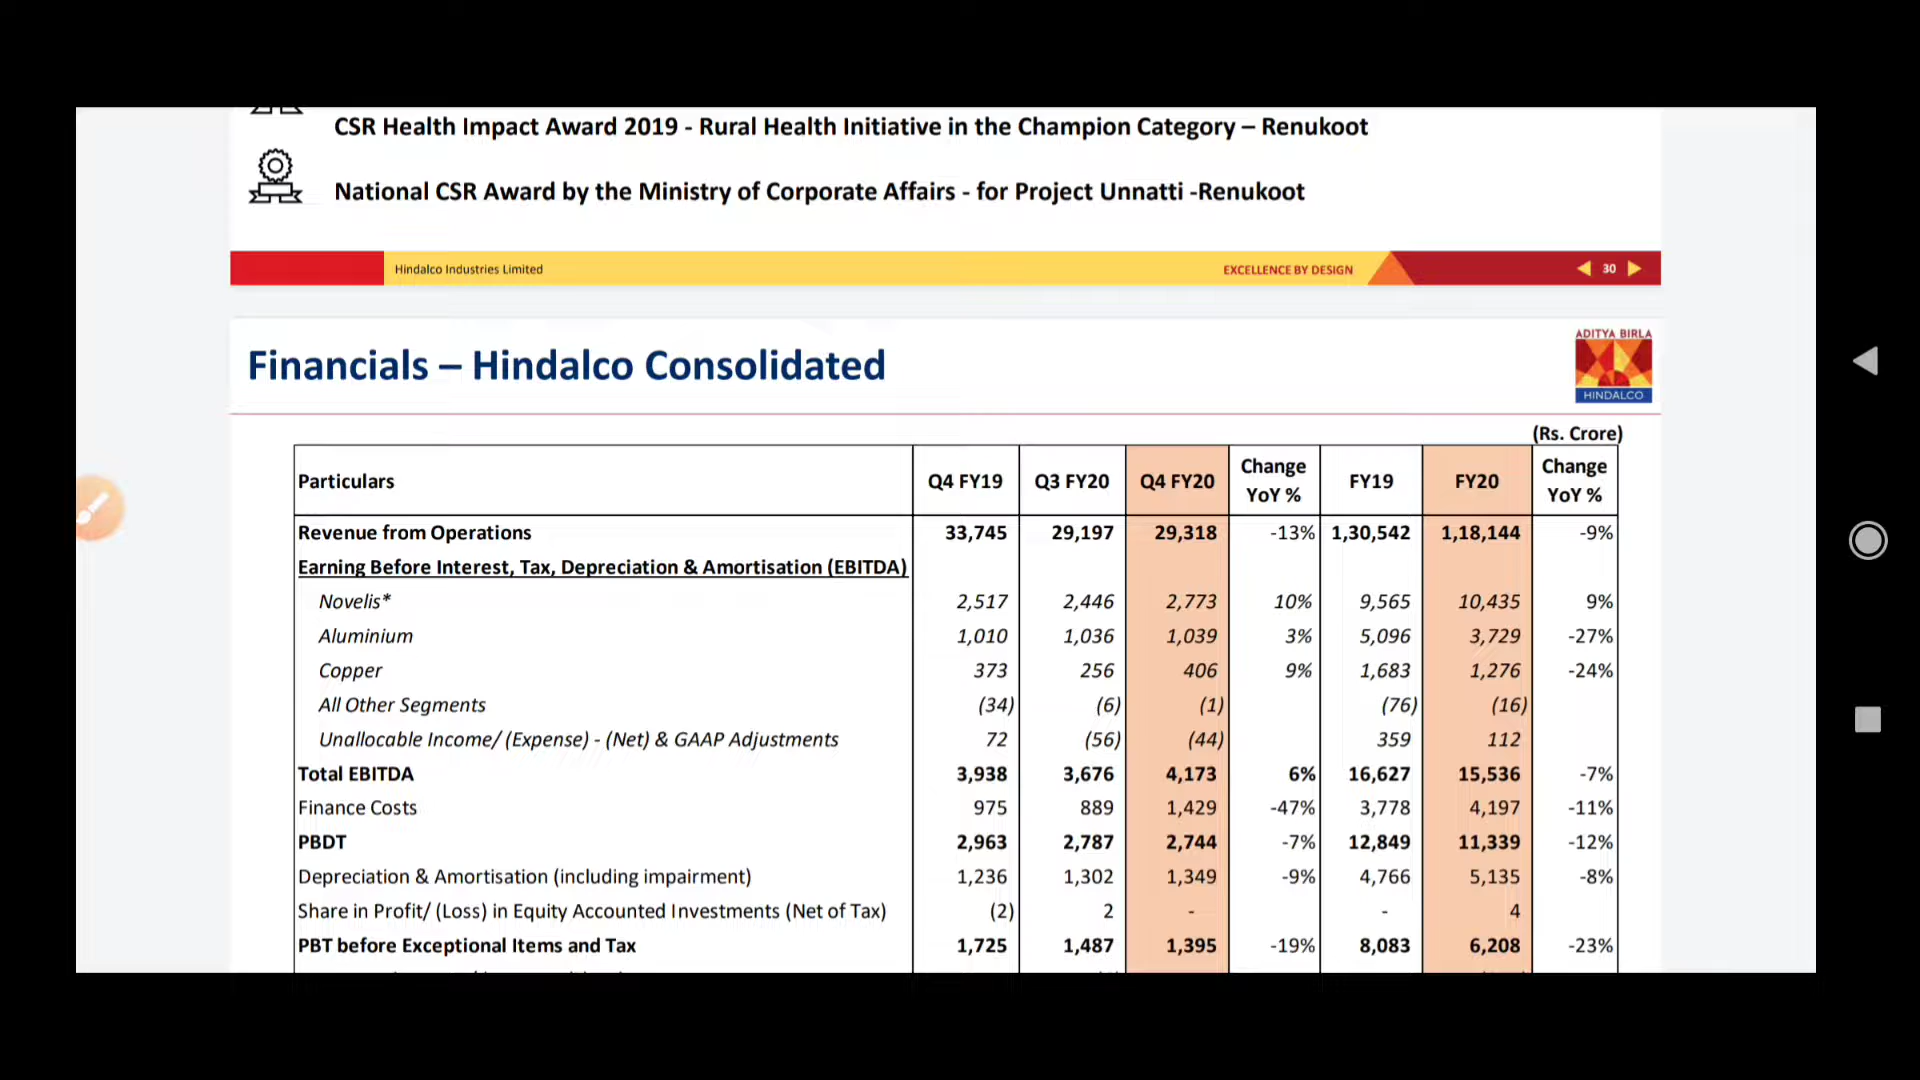 CSR Health Impact Award 2019 - Rural Health Initiative in the Champion Category – Renukoot
National CSR Award by the Ministry of Corporate Affairs - for Project Unnatti -Renukoot
Hindalco Industries Limited EXCELLENCE BY DESIGN 30
Financials – Hindalco Consolidated
ADITYA BIRLA
HINDALCO
(Rs. Crore)
Particulars Q4 FY19 Q3 FY20 Q4 FY20 Change YoY % FY19 FY20 Change YoY %
Revenue from Operations 33,745 29,197 29,318 -13% 1,30,542 1,18,144 -9%
Earning Before Interest, Tax, Depreciation & Amortisation (EBITDA)
Novelis* 2,517 2,446 2,773 10% 9,565 10,435 9%
Aluminium 1,010 1,036 1,039 3% 5,096 3,729 -27%
Copper 373 256 406 9% 1,683 1,276 -24%
All Other Segments (34) (6) (1) (76) (16)
Unallocable Income/ (Expense) - (Net) & GAAP Adjustments 72 (56) (44) 359 112
Total EBITDA 3,938 3,676 4,173 6% 16,627 15,536 -7%
Finance Costs 975 889 1,429 -47% 3,778 4,197 -11%
PBDT 2,963 2,787 2,744 -7% 12,849 11,339 -12%
Depreciation & Amortisation (including impairment) 1,236 1,302 1,349 -9% 4,766 5,135 -8%
Share in Profit/ (Loss) in Equity Accounted Investments (Net of Tax) (2) 2 - - 4
PBT before Exceptional Items and Tax 1,725 1,487 1,395 -19% 8,083 6,208 -23%